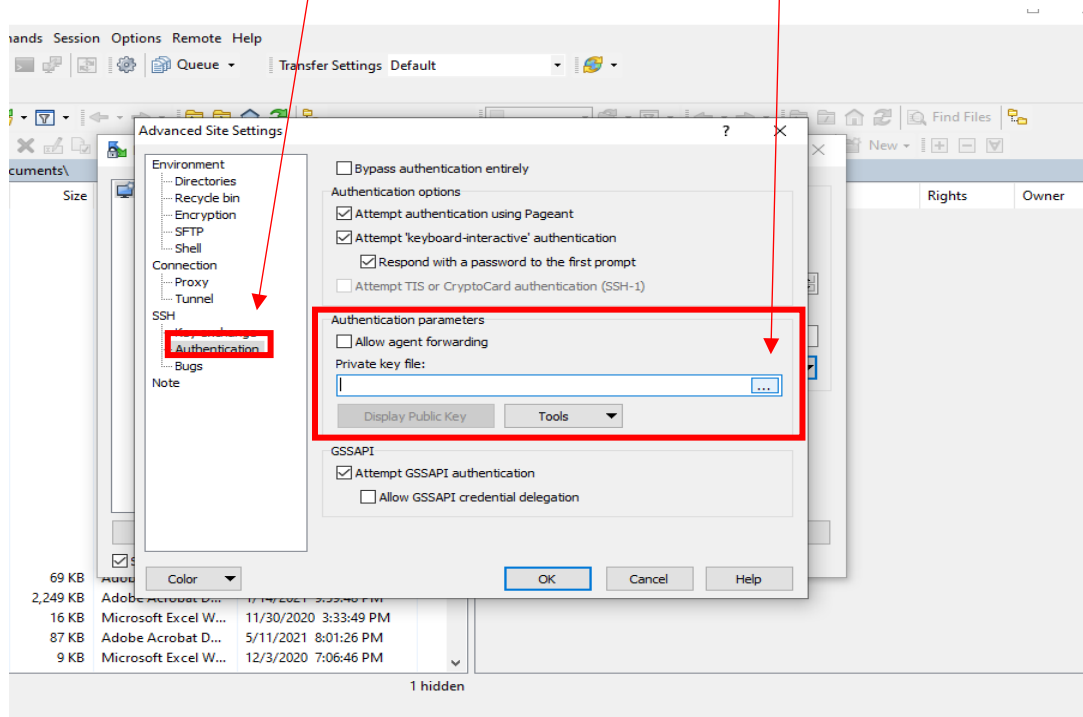 Session Options Remote Help
Queue
Transfer Settings Default
Find Files
New
Size
Rights
Owner
Advanced Site Settings
?
Environment
Directories
Recycle bin
Encryption
SFTP
Shell
Connection
Proxy
Tunnel
SSH
Authentication
Bugs
Note
Bypass authentication entirely
Authentication options
Attempt authentication using Pageant
Attempt 'keyboard-interactive' authentication
Respond with a password to the first prompt
Attempt TIS or CryptoCard authentication (SSH-1)
Authentication parameters
Allow agent forwarding
Private key file:
...
Display Public Key
Tools
GSSAPI
Attempt GSSAPI authentication
Allow GSSAPI credential delegation
Color
OK
Cancel
Help
69 KB
2,249 KB
16 KB Microsoft Excel W... 11/30/2020 3:33:49 PM
87 KB Adobe Acrobat D... 5/11/2021 8:01:26 PM
9 KB Microsoft Excel W... 12/3/2020 7:06:46 PM
1 hidden